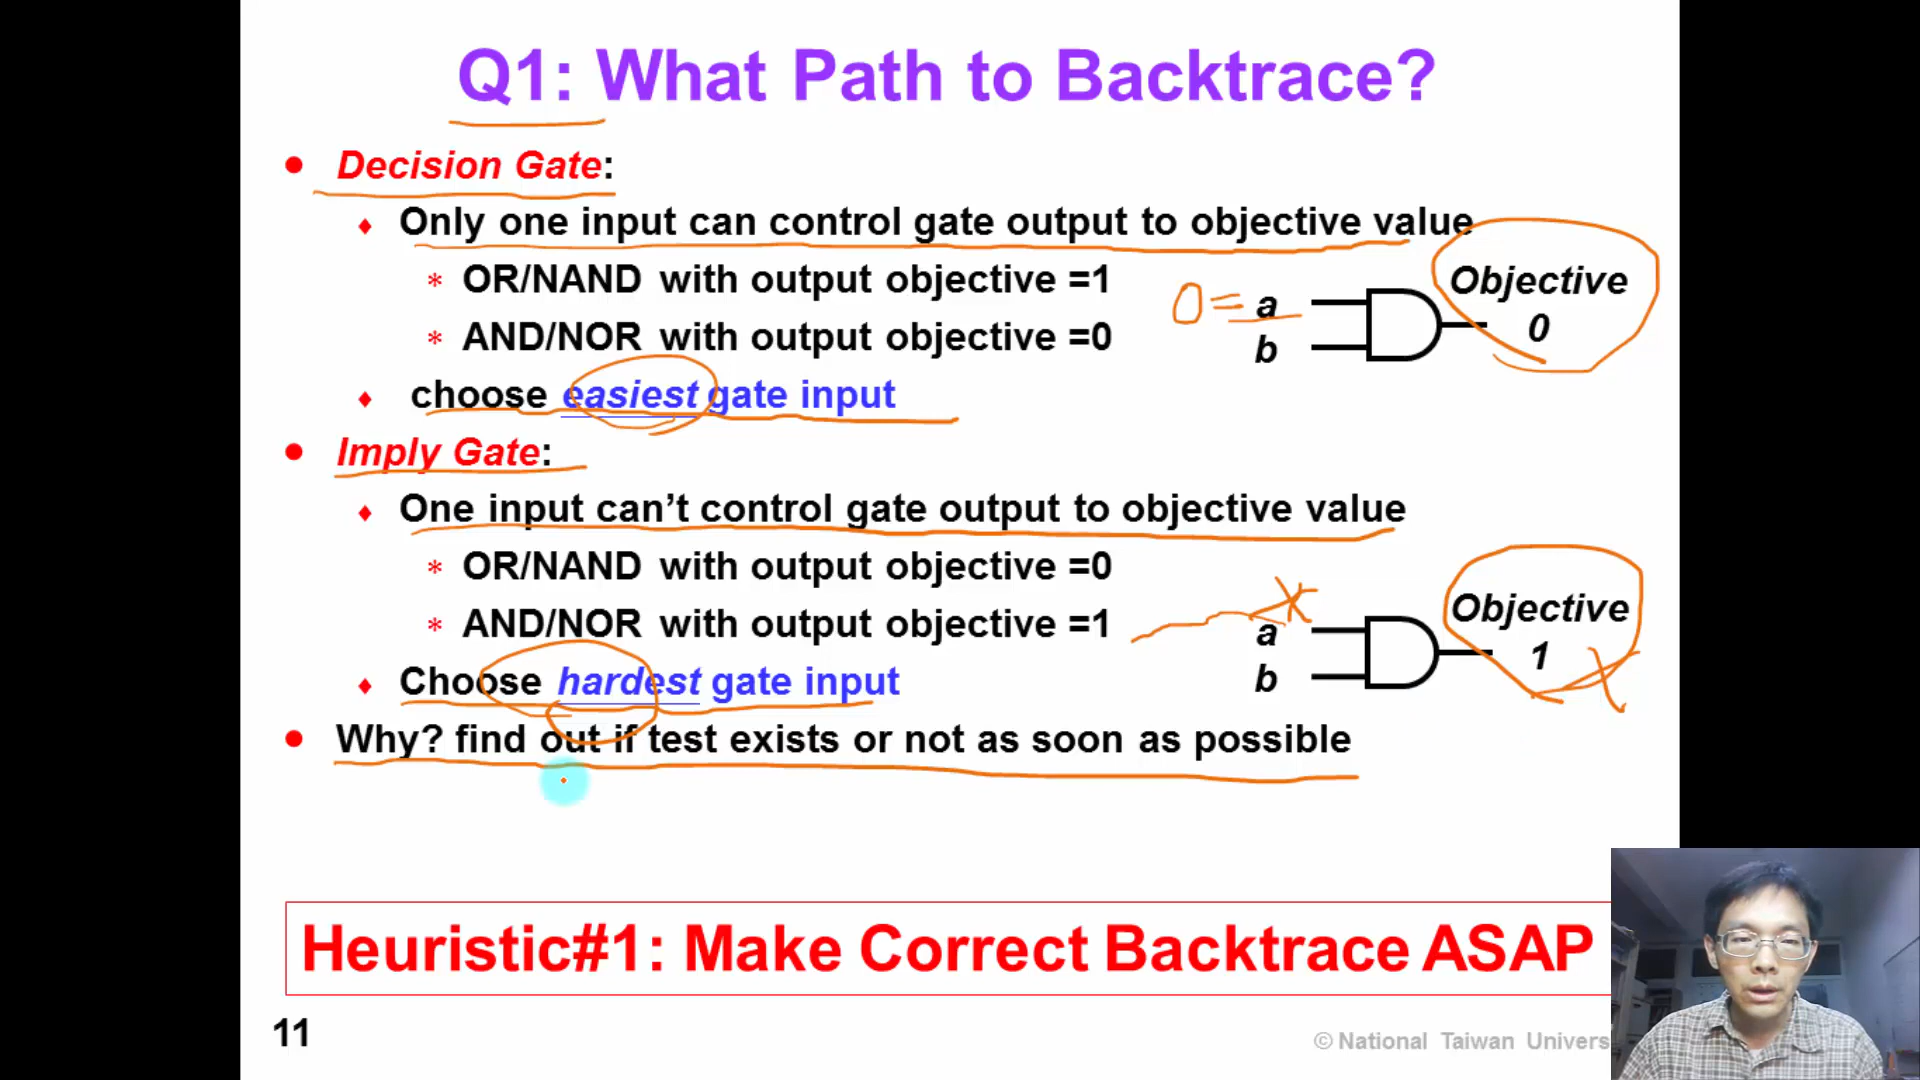 Q1: What Path to Backtrace?
Decision Gate:
Only one input can control gate output to objective value
OR/NAND with output objective =1
AND/NOR with output objective =0
choose easiest gate input
0 = a
b
Objective
0
Imply Gate:
One input can't control gate output to objective value
OR/NAND with output objective =0
AND/NOR with output objective =1
Choose hardest gate input
a
b
Objective
1
Why? find out if test exists or not as soon as possible
Heuristic#1: Make Correct Backtrace ASAP
11
© National Taiwan Univers